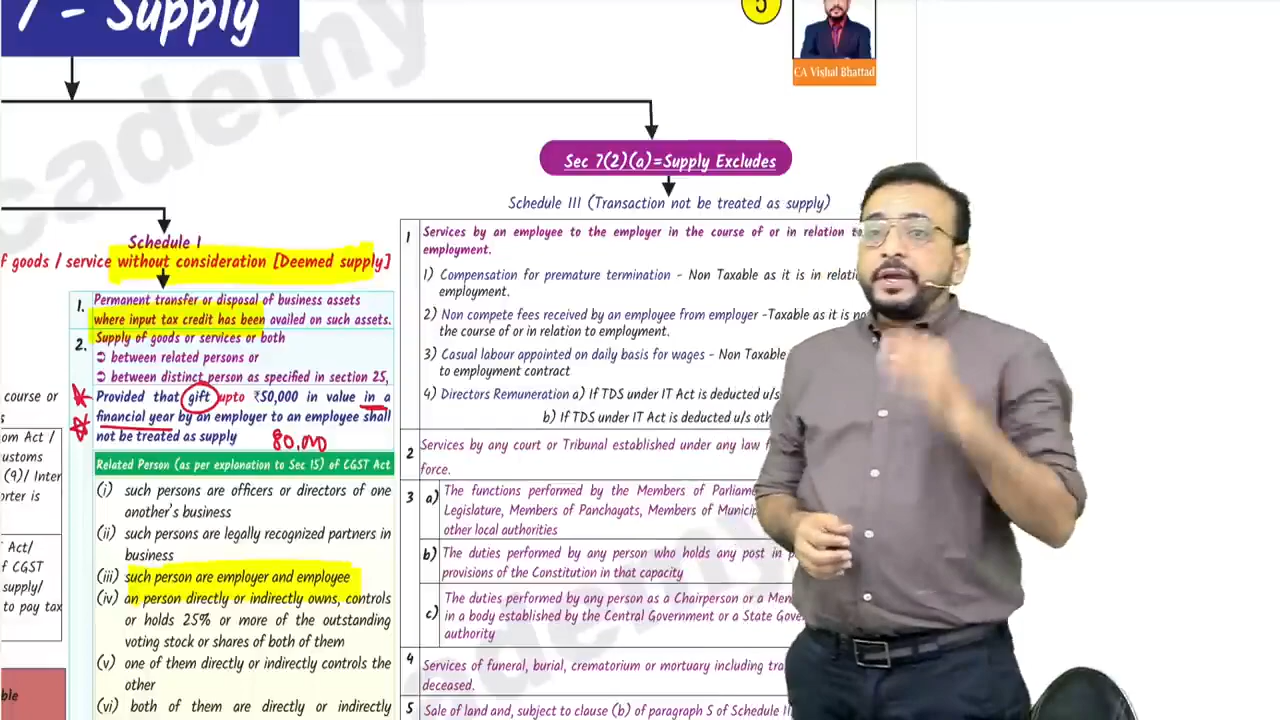 7 - Supply
5
CA Vishal Bhattad
cademy
Sec 7(2)(a)=Supply Excludes
Schedule III (Transaction not be treated as supply)
Schedule 1
f goods / service without consideration [Deemed supply]
1. Permanent transfer or disposal of business assets
where input tax credit has been availed on such assets.
2. Supply of goods or services or both
➲ between related persons or
➲ between distinct person as specified in section 25,
Provided that gift upto ₹50,000 in value in a
financial year by an employer to an employee shall
not be treated as supply 80,000
Related Person (as per explanation to Sec 15) of CGST Act
(i) such persons are officers or directors of one
another's business
(ii) such persons are legally recognized partners in
business
(iii) such person are employer and employee
(iv) an person directly or indirectly owns, controls
or holds 25% or more of the outstanding
voting stock or shares of both of them
(v) one of them directly or indirectly controls the
other
(vi) both of them are directly or indirectly
course or
s
om Act /
ustoms
(9)/ Inter
orter is
Act/
f CGST
supply/
to pay tax
ble
1 Services by an employee to the employer in the course of or in relation to
employment.
1) Compensation for premature termination - Non Taxable as it is in relati
employment.
2) Non compete fees received by an employee from employer -Taxable as it is no
the course of or in relation to employment.
3) Casual labour appointed on daily basis for wages - Non Taxable
to employment contract
4) Directors Remuneration a) If TDS under IT Act is deducted u/s
b) If TDS under IT Act is deducted u/s oth
2 Services by any court or Tribunal established under any law f
force.
3 a) The functions performed by the Members of Parliame
Legislature, Members of Panchayats, Members of Municip
other local authorities
b) The duties performed by any person who holds any post in p
provisions of the Constitution in that capacity
c) The duties performed by any person as a Chairperson or a Mem
in a body established by the Central Government or a State Gove
authority
4 Services of funeral, burial, crematorium or mortuary including tra
deceased.
5 Sale of land and, subject to clause (b) of paragraph 5 of Schedule II,